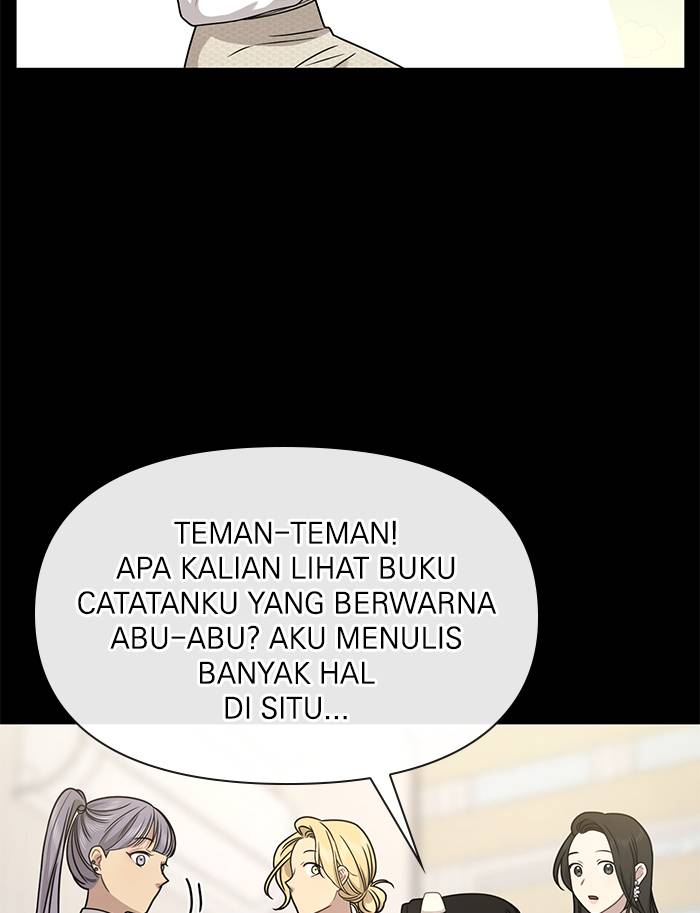 TEMAN-TEMAN!
APA KALIAN LIHAT BUKU
CATATANKU YANG BERWARNA
ABU-ABU? AKU MENULIS
BANYAK HAL
DI SITU...